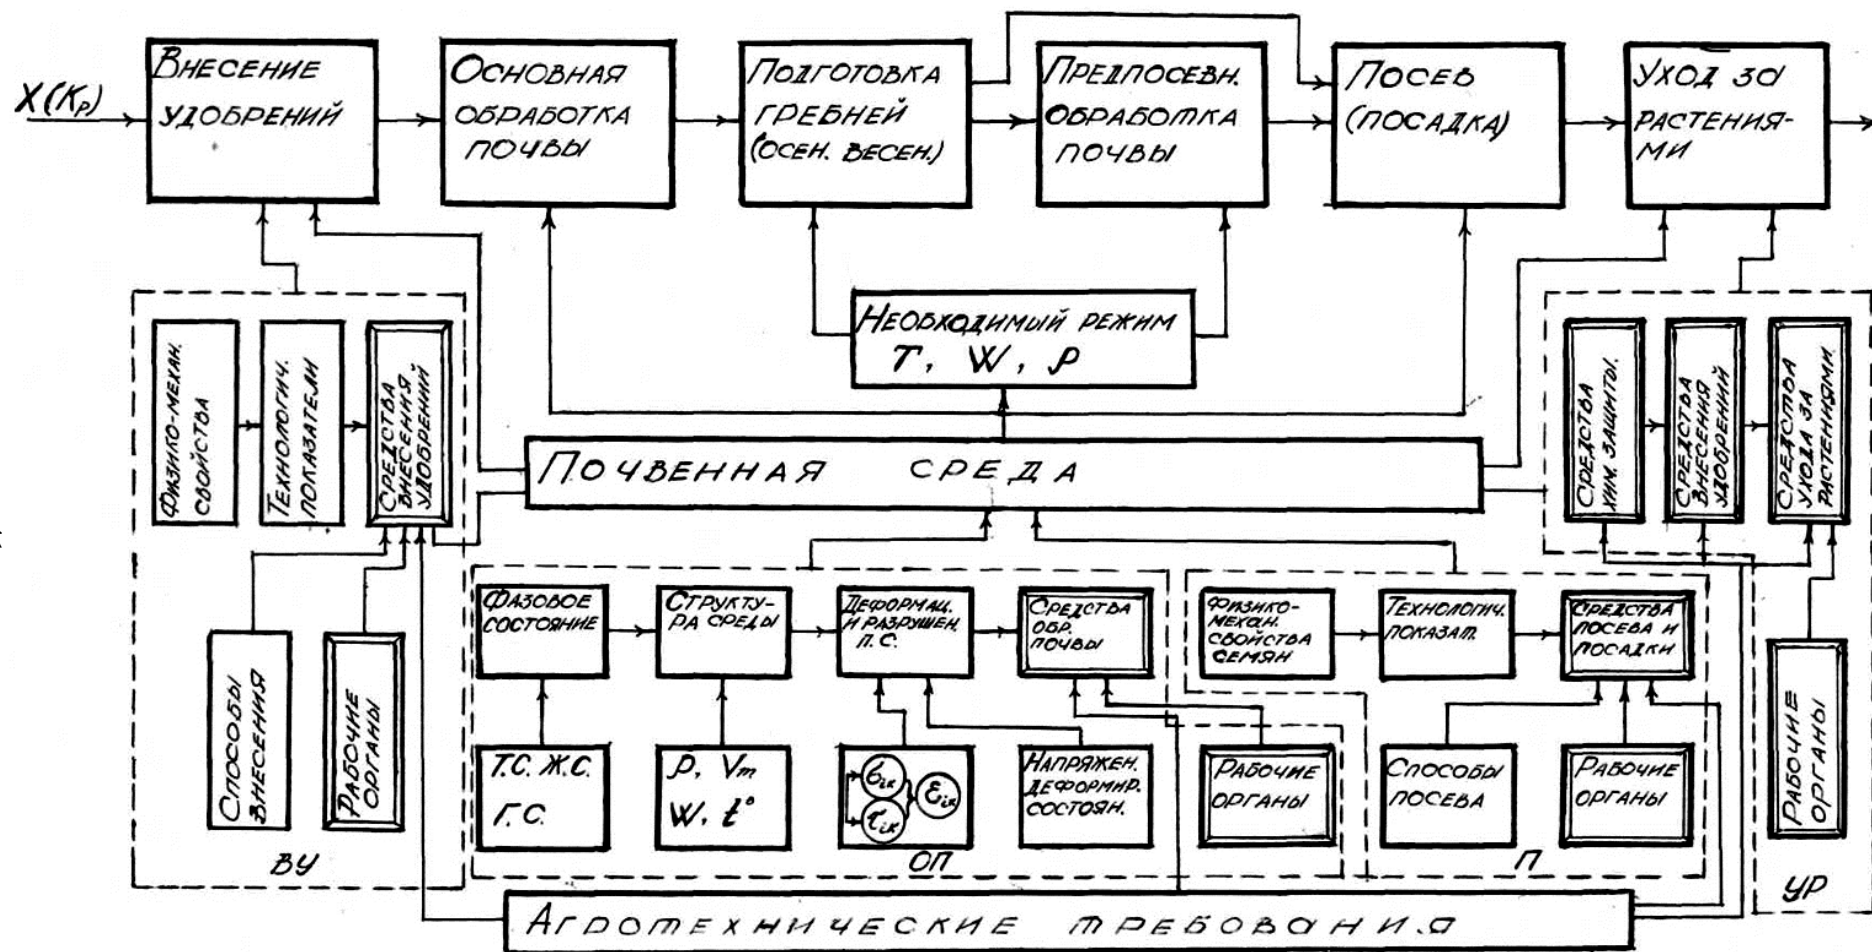 X(Kр)
Внесение
удобрений
Основная
обработка
почвы
Подготовка
гребней
(осен. весен.)
Предпосевн.
обработка
почвы
Посев
(посадка)
Уход за
растения-
ми
Необходимый режим
T, W, ρ
Почвенная среда
Физико-механ.
свойства
Технологич.
показатели
Средства
внесения
удобрений
Способы
внесения
Рабочие
органы
ВУ
Фазовое
состояние
Структу-
ра среды
Деформац.
и разрушен.
п.с.
Средства
обр.
почвы
Т.С. Ж.С.
Г.С.
ρ, Vm
W, t°
σik
τik
εik
Напряжен.
деформир.
состоян.
Рабочие
органы
ОП
Физико-
механ.
свойства
семян
Технологич.
показат.
Средства
посева и
посадки
Способы
посева
Рабочие
органы
П
Средства
хим. защиты.
Средства
внесения
удобрений
Средства
ухода за
растениями.
Рабочие
органы
УР
Агротехнические требования